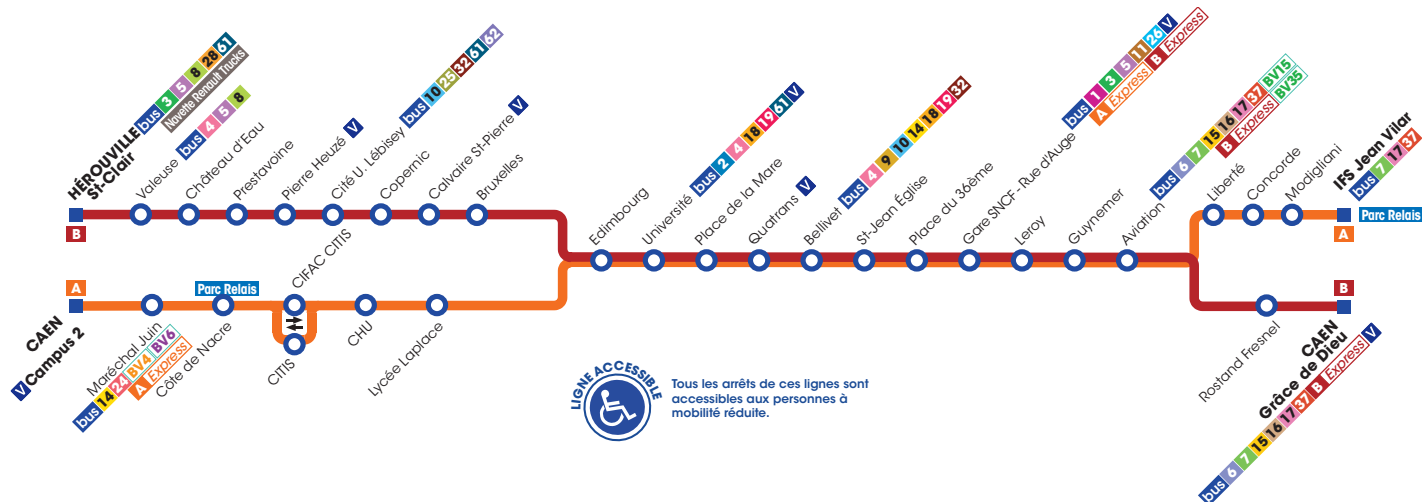 HÉROUVILLE
St-Clair
bus 3 5 8 28 61
Navette Renault Trucks
Valeuse
bus 4 5 8
Château d'Eau
Prestavoine
Pierre Heuzé V
Cité U. Lébisey
bus 10 25 32 61 62
Copernic
Calvaire St-Pierre V
Bruxelles
B
Edimbourg
Université
bus 2 4 18 19 61 V
Place de la Mare
Quatrans V
Bellivet
bus 4 9 10 14 18 19 32
St-Jean Église
Place du 36ème
Gare SNCF - Rue d'Auge
bus 1 3 5 11 26 V
A Express B Express
Leroy
Guynemer
Aviation
bus 6 7 15 16 17 37 BV15
B Express BV35
Liberté
Concorde
Modigliani
IFS Jean Vilar
bus 7 17 37
Parc Relais
A
A
CAEN
V Campus 2
Maréchal Juin
bus 14 24 BV4 BV6
A Express
Parc Relais
Côte de Nacre
CIFAC CITIS
CITIS
CHU
Lycée Laplace
B
Rostand Fresnel
CAEN
Grâce de Dieu
bus 6 7 15 16 17 37 B Express V
LIGNE ACCESSIBLE
Tous les arrêts de ces lignes sont
accessibles aux personnes à
mobilité réduite.